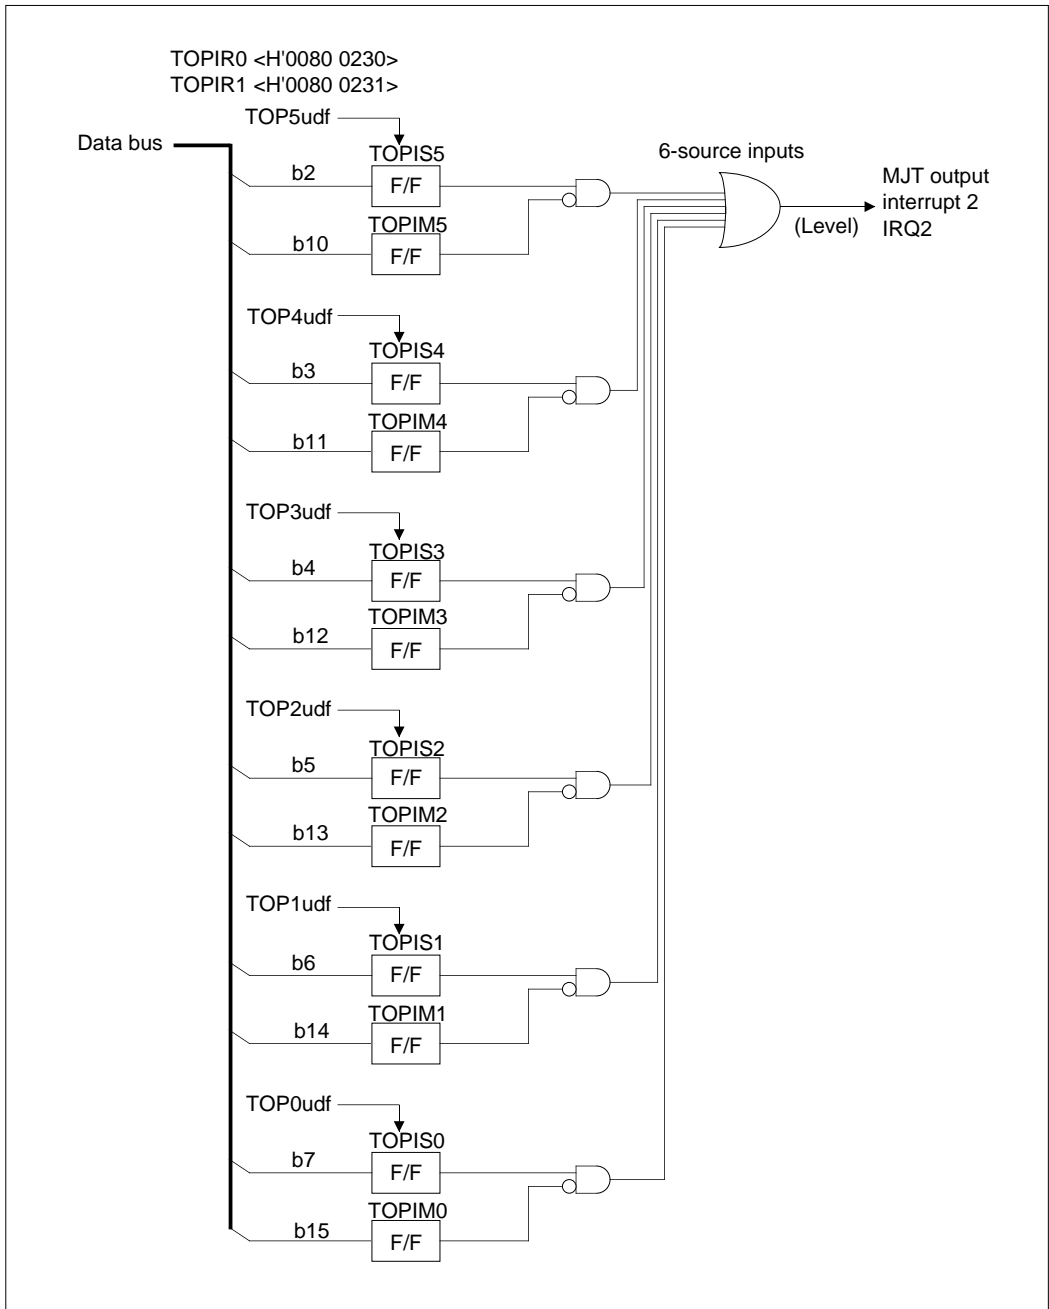 TOPIR0 <H'0080 0230>
TOPIR1 <H'0080 0231>
TOP5udf
Data bus
TOPIS5
6-source inputs
b2
F/F
MJT output
interrupt 2
IRQ2
(Level)
TOPIM5
b10
F/F
TOP4udf
TOPIS4
b3
F/F
TOPIM4
b11
F/F
TOP3udf
TOPIS3
b4
F/F
TOPIM3
b12
F/F
TOP2udf
TOPIS2
b5
F/F
TOPIM2
b13
F/F
TOP1udf
TOPIS1
b6
F/F
TOPIM1
b14
F/F
TOP0udf
TOPIS0
b7
F/F
TOPIM0
b15
F/F